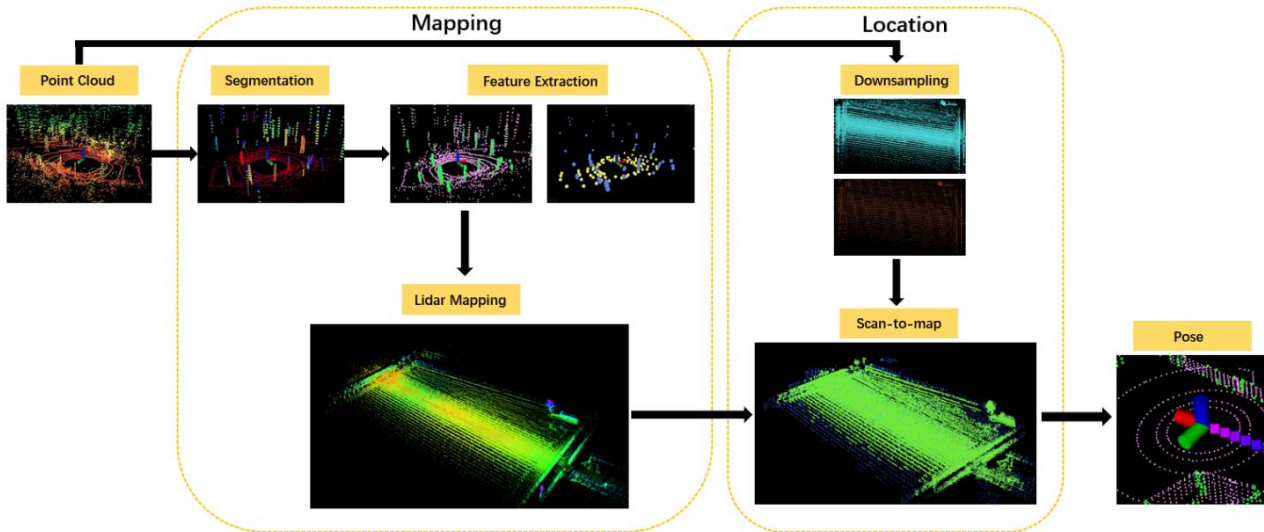 Mapping
Location
Point Cloud
Segmentation
Feature Extraction
Downsampling
Lidar Mapping
Scan-to-map
Pose